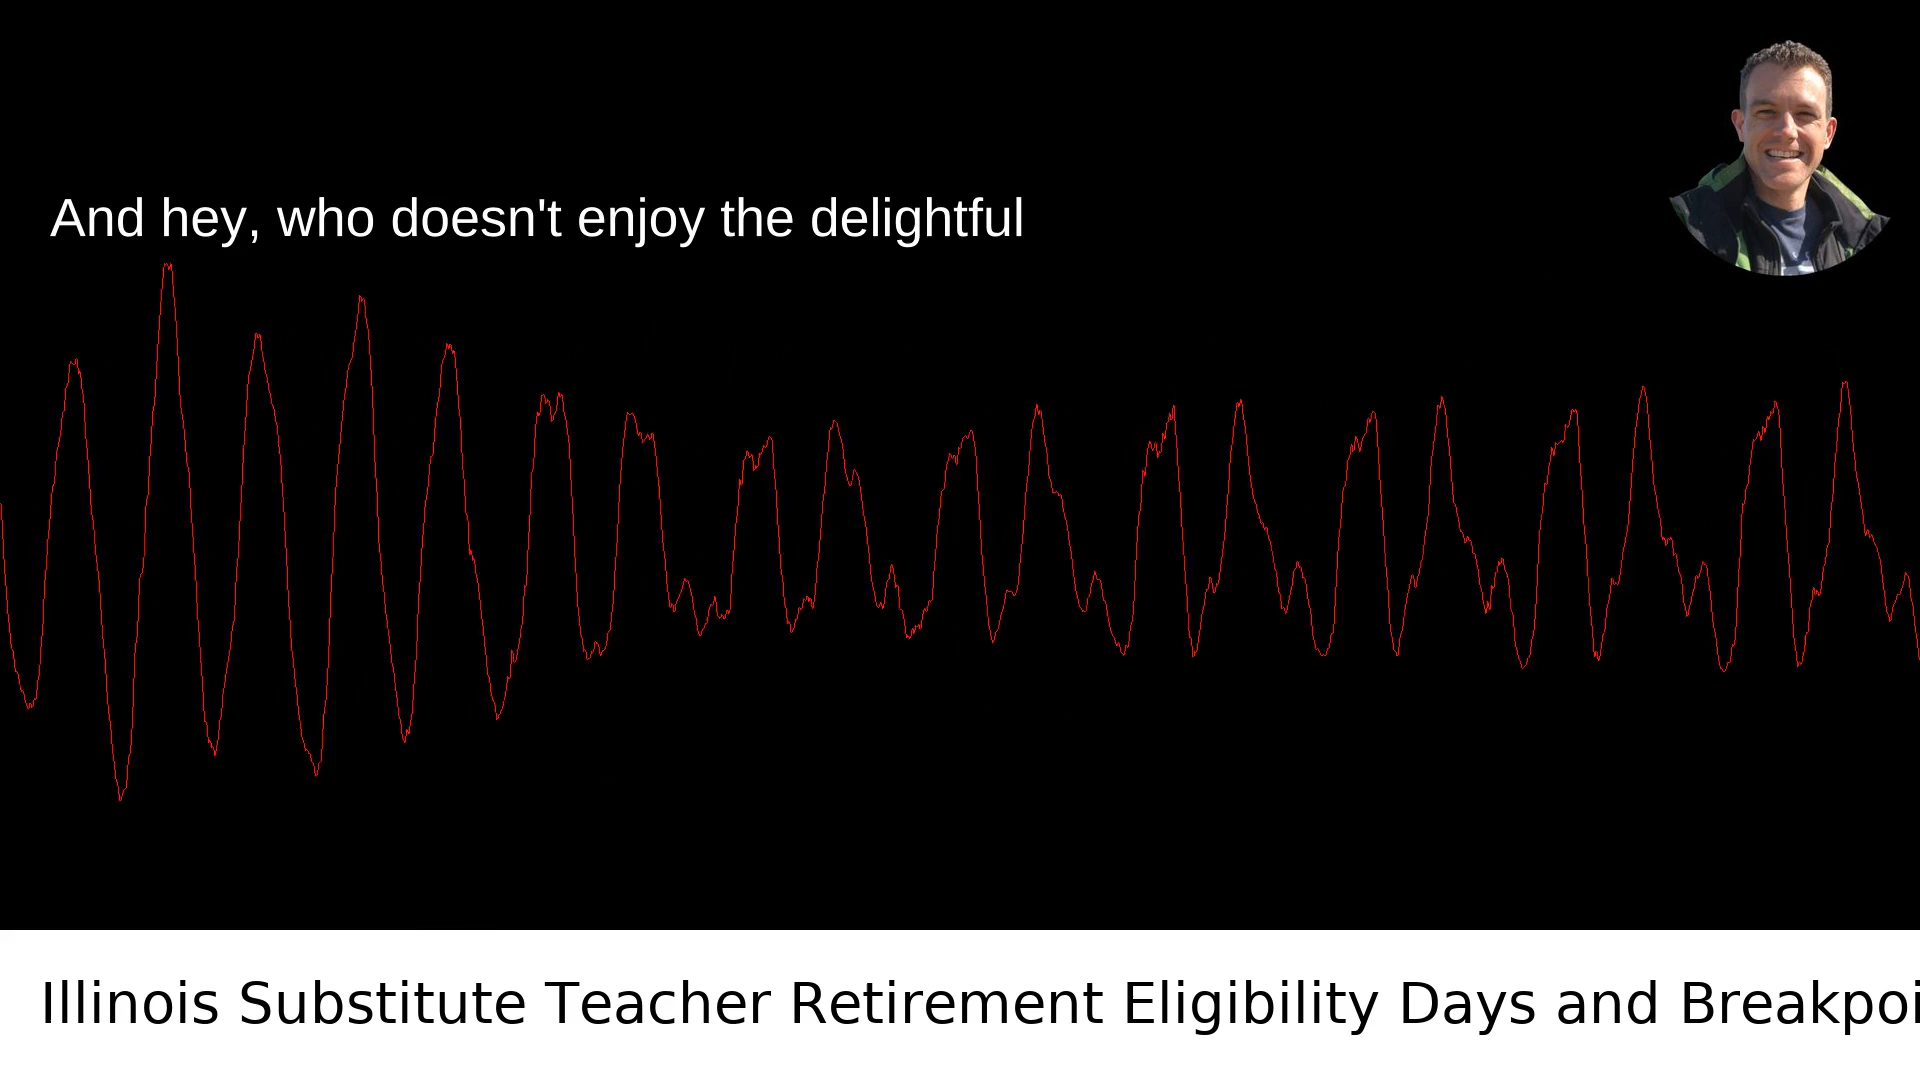 And hey, who doesn't enjoy the delightful
Illinois Substitute Teacher Retirement Eligibility Days and Breakpoi